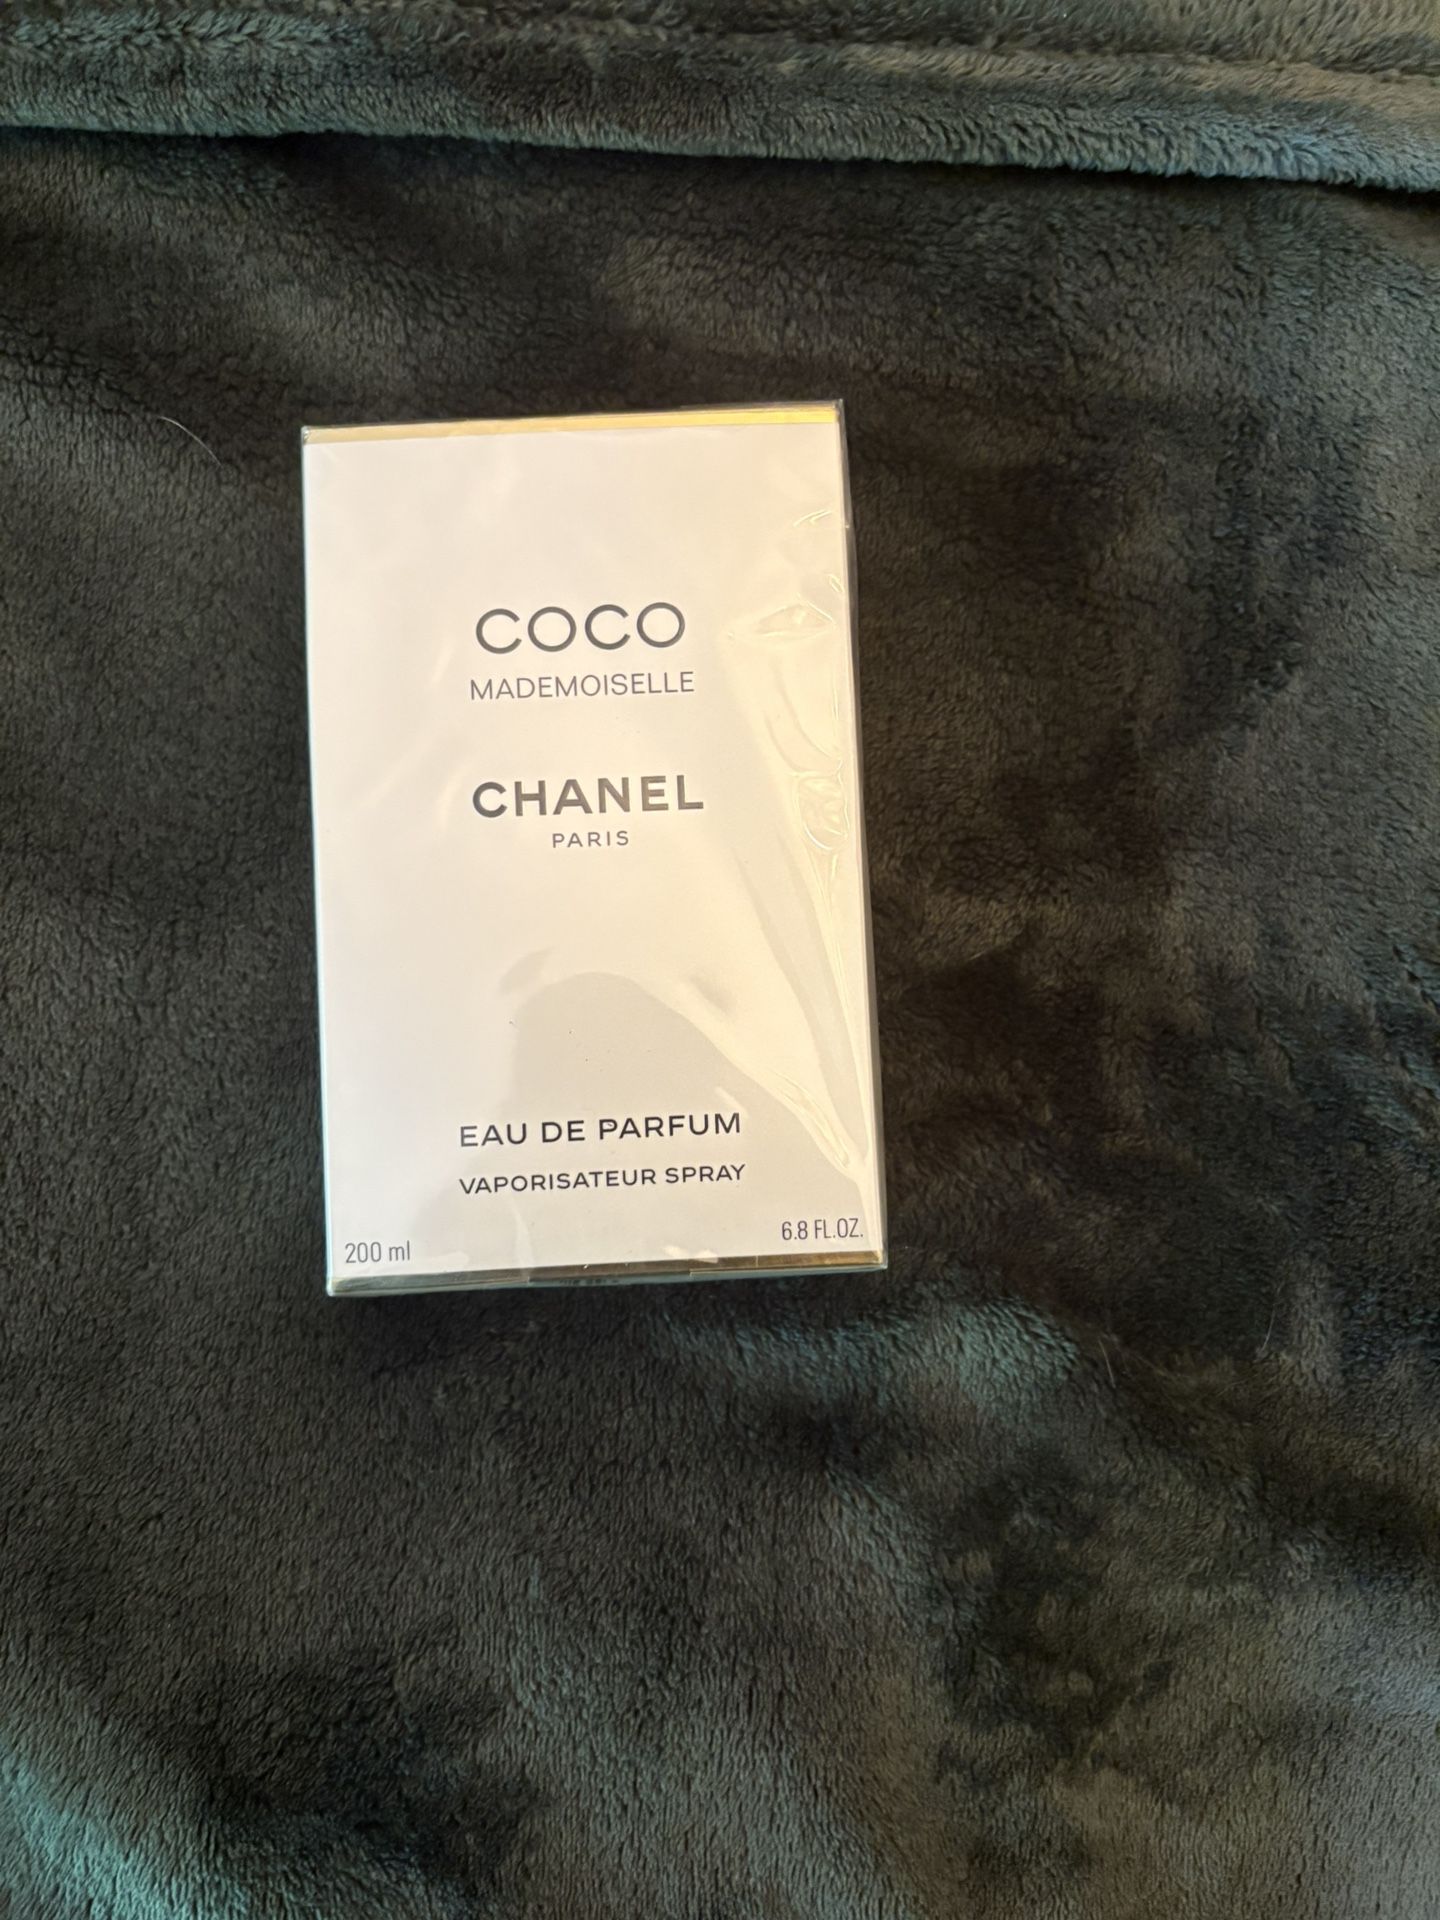 COCO
MADEMOISELLE
CHANEL
PARIS
EAU DE PARFUM
VAPORISATEUR SPRAY
200 ml
6.8 FL.OZ.